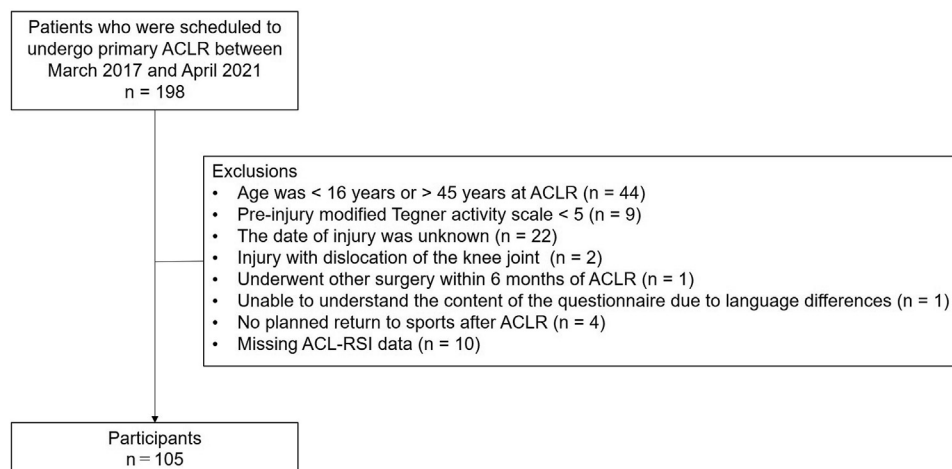 Patients who were scheduled to
undergo primary ACLR between
March 2017 and April 2021
n = 198
Exclusions
• Age was < 16 years or > 45 years at ACLR (n = 44)
• Pre-injury modified Tegner activity scale < 5 (n = 9)
• The date of injury was unknown (n = 22)
• Injury with dislocation of the knee joint (n = 2)
• Underwent other surgery within 6 months of ACLR (n = 1)
• Unable to understand the content of the questionnaire due to language differences (n = 1)
• No planned return to sports after ACLR (n = 4)
• Missing ACL-RSI data (n = 10)
Participants
n = 105